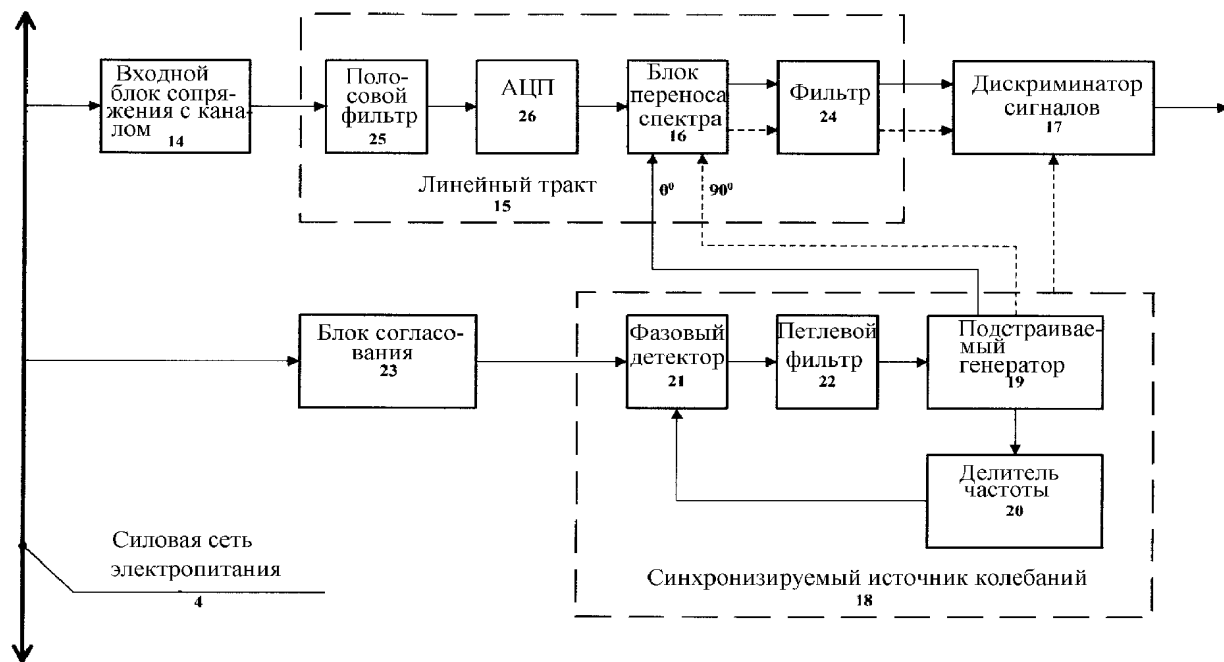 Входной
блок сопря-
жения с кана-
лом
14
Поло-
совой
фильтр
25
АЦП
26
Блок
переноса
спектра
16
Фильтр
24
Дискриминатор
сигналов
17
Линейный тракт
15
0⁰
90⁰
Блок согласо-
вания
23
Фазовый
детектор
21
Петлевой
фильтр
22
Подстраивае-
мый
генератор
19
Делитель
частоты
20
Силовая сеть
электропитания
4
Синхронизируемый источник колебаний
18